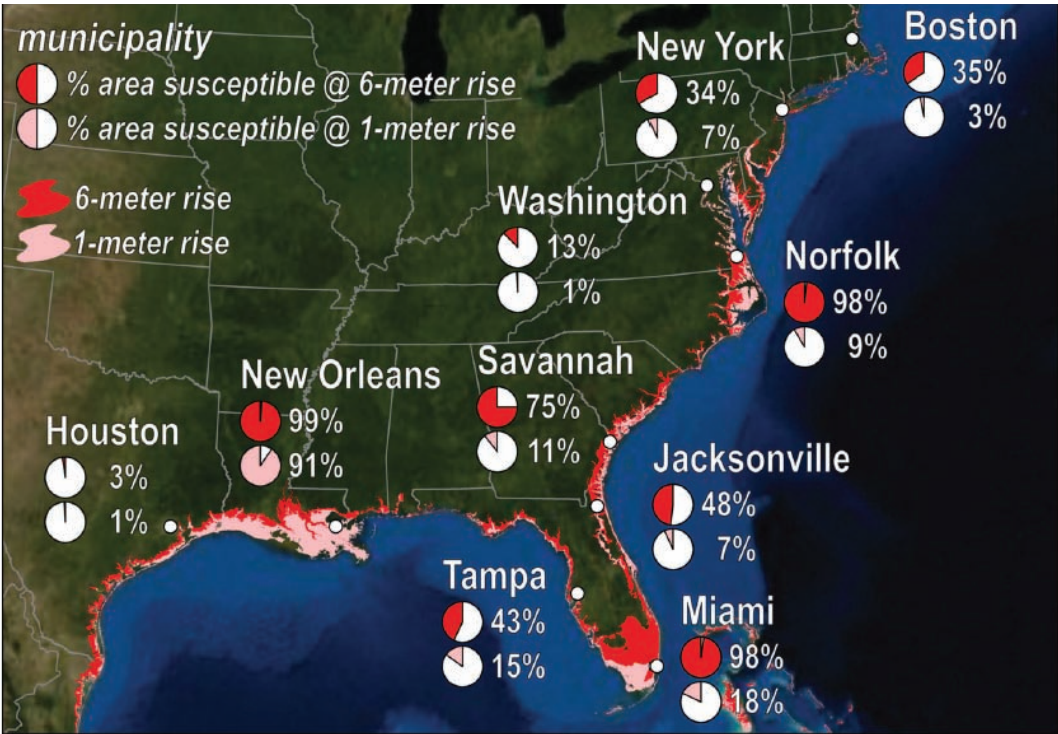 municipality
% area susceptible @ 6-meter rise
% area susceptible @ 1-meter rise
6-meter rise
1-meter rise
Boston
35%
3%
New York
34%
7%
Washington
13%
1%
Norfolk
98%
9%
Savannah
75%
11%
New Orleans
99%
91%
Houston
3%
1%
Jacksonville
48%
7%
Tampa
43%
15%
Miami
98%
18%